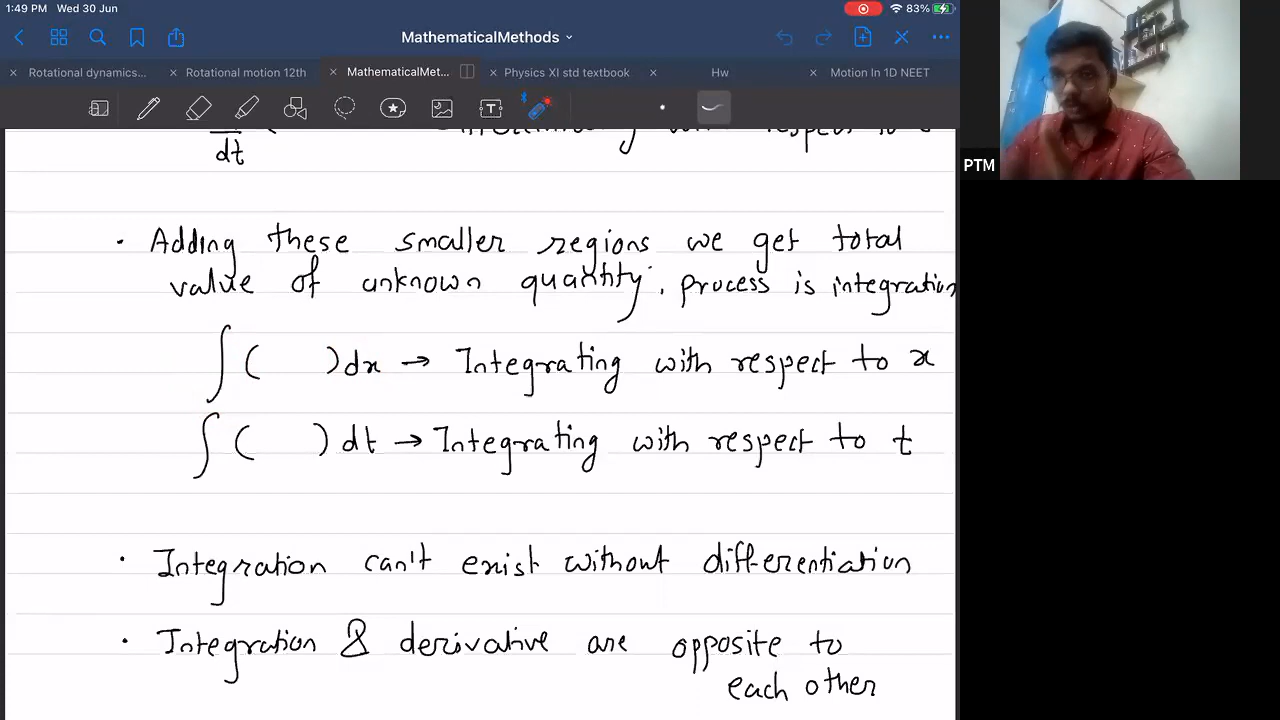 1:49 PM Wed 30 Jun
83%
MathematicalMethods
Rotational dynamics...
Rotational motion 12th
MathematicalMet...
Physics XI std textbook
Hw
Motion In 1D NEET
PTM
dt
respect to
· Adding these smaller regions we get total
value of unknown quantity. process is integration
∫( )dx → Integrating with respect to x
∫( )dt → Integrating with respect to t
· Integration can't exist without differentiation
· Integration & derivative are opposite to
each other